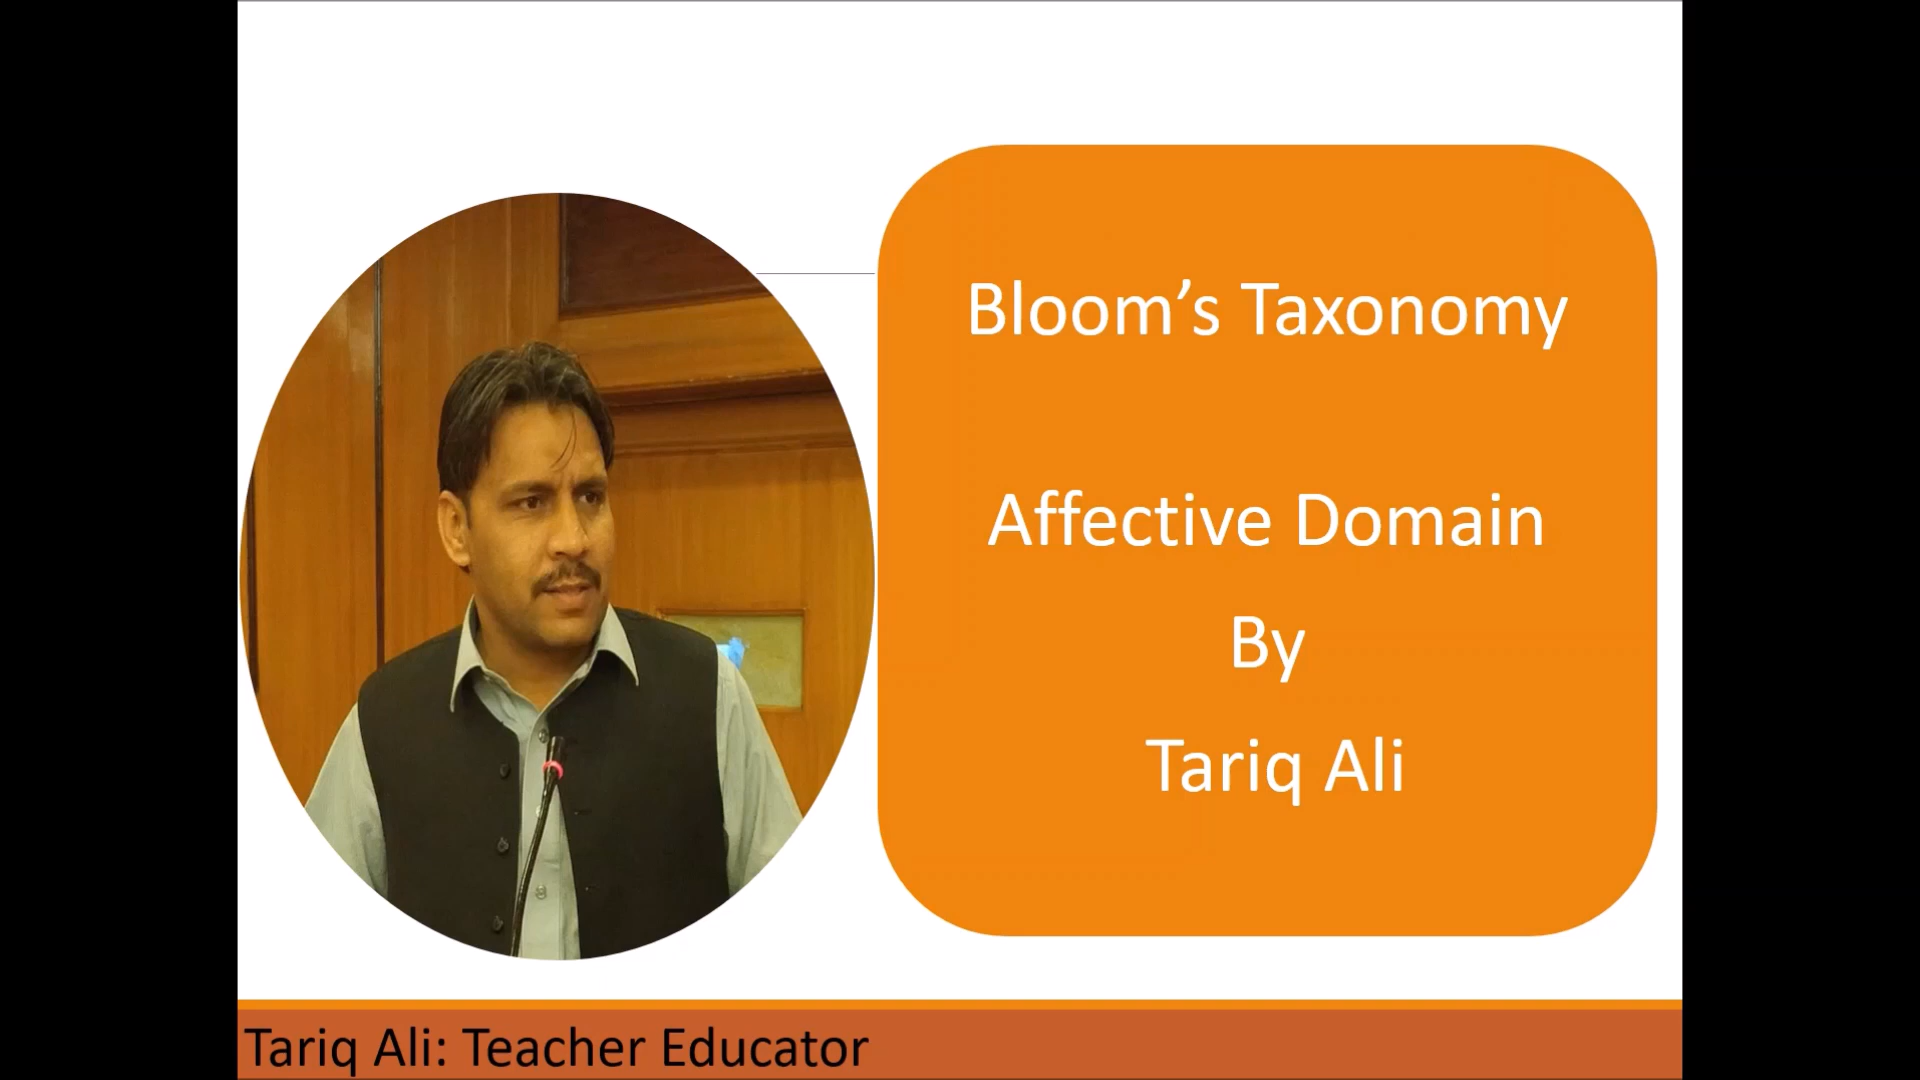 Bloom’s Taxonomy
Affective Domain
By
Tariq Ali
Tariq Ali: Teacher Educator